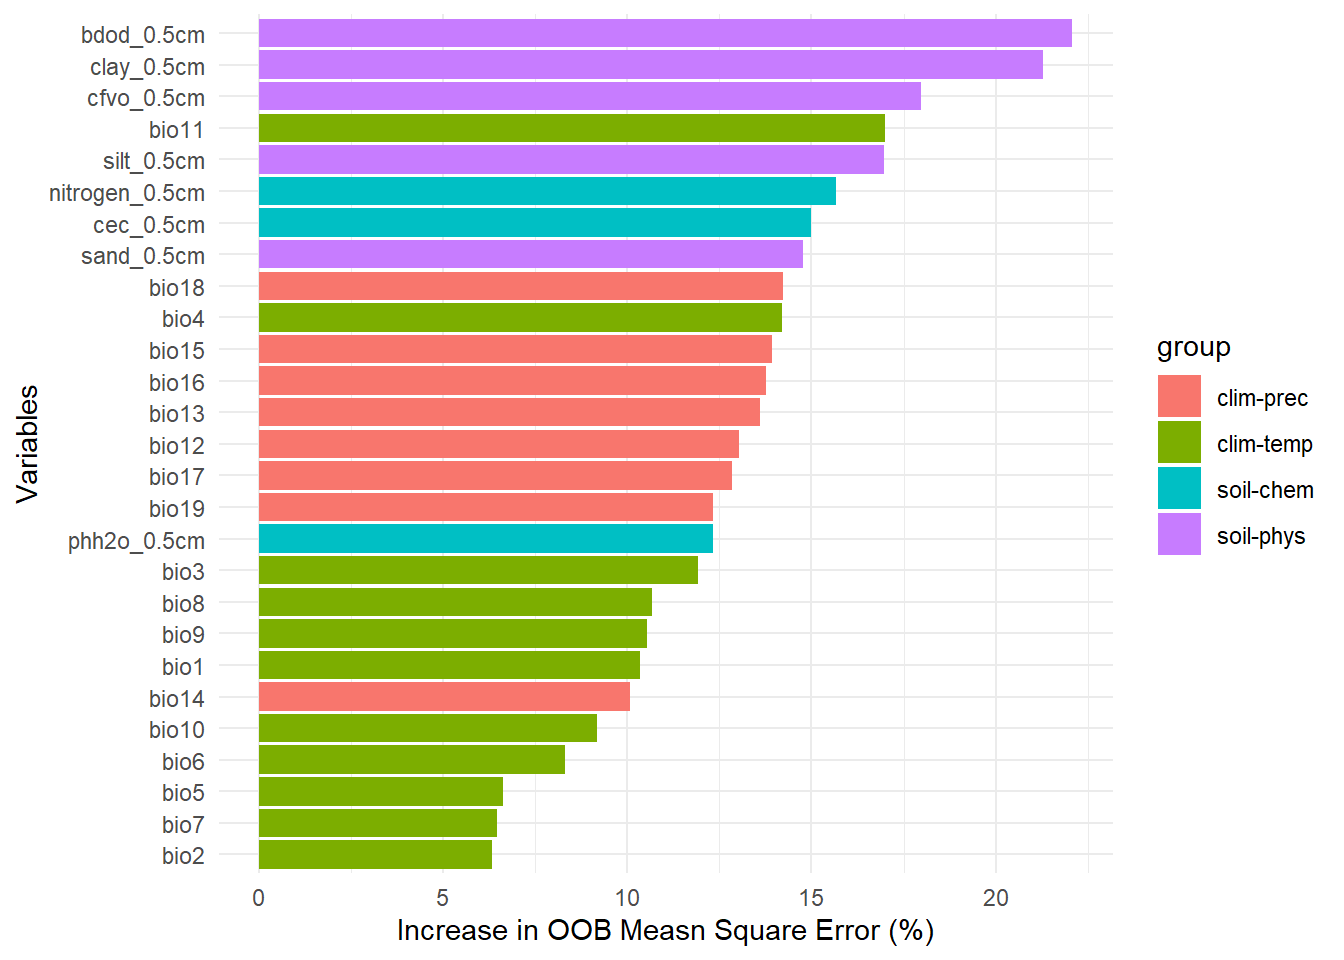 bdod_0.5cm
clay_0.5cm
cfvo_0.5cm
bio11
silt_0.5cm
nitrogen_0.5cm
cec_0.5cm
sand_0.5cm
bio18
bio4
bio15
bio16
bio13
bio12
bio17
bio19
phh2o_0.5cm
bio3
bio8
bio9
bio1
bio14
bio10
bio6
bio5
bio7
bio2
Variables
0 5 10 15 20
Increase in OOB Measn Square Error (%)
group
clim-prec
clim-temp
soil-chem
soil-phys